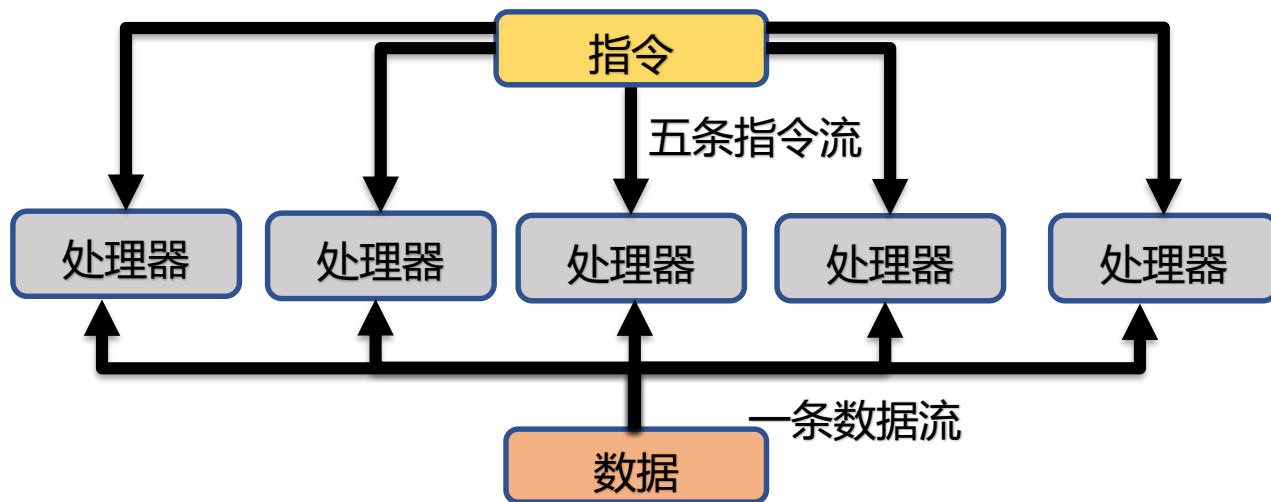 指令
五条指令流
处理器
处理器
处理器
处理器
处理器
一条数据流
数据